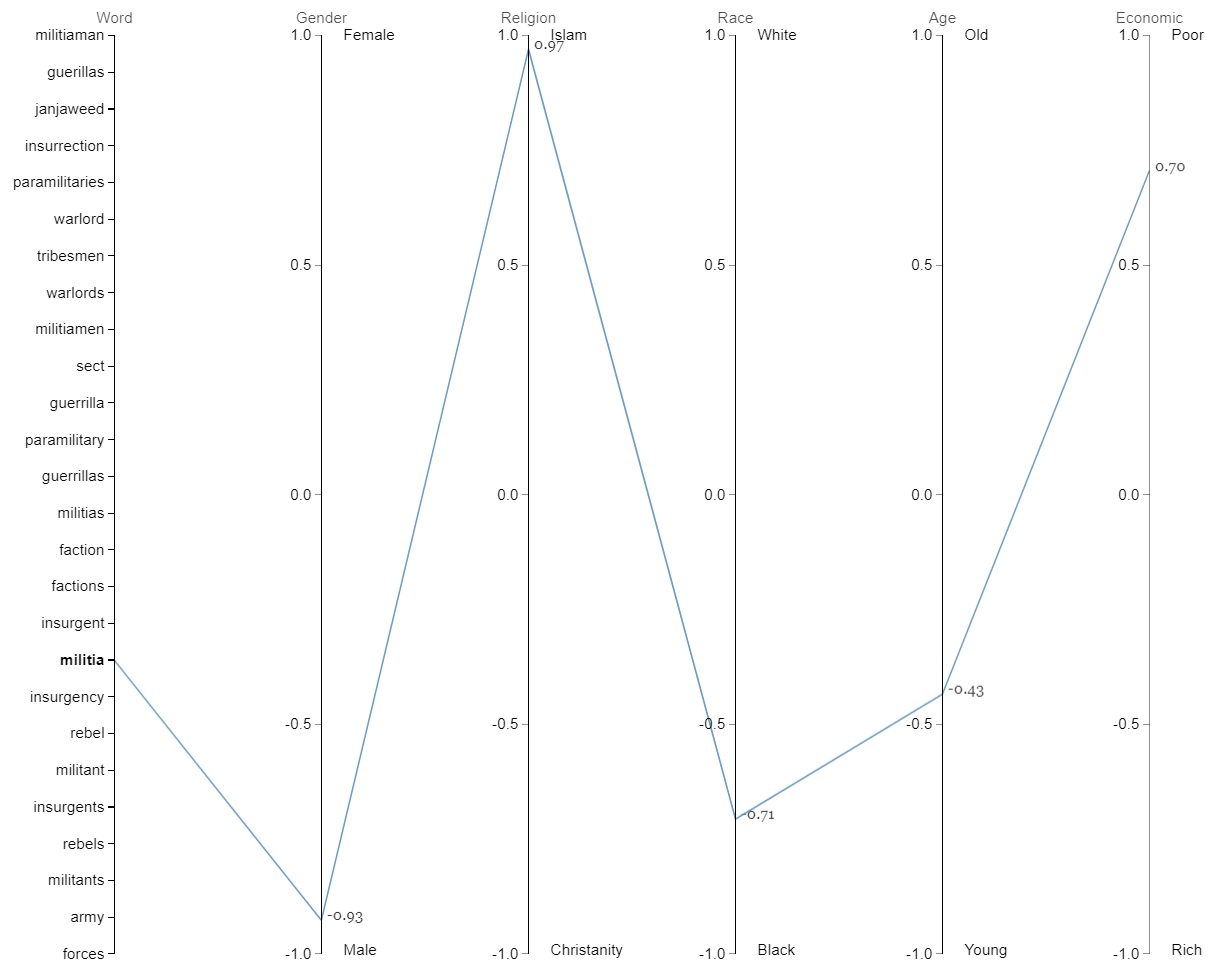 Word Gender Religion Race Age Economic
militiaman 1.0 Female 1.0 Islam 1.0 White 1.0 Old 1.0 Poor
0.97
guerillas
janjaweed
insurrection
paramilitaries 0.70
warlord
tribesmen
0.5 0.5 0.5 0.5 0.5
warlords
militiamen
sect
guerrilla
paramilitary
guerrillas
0.0 0.0 0.0 0.0 0.0
militias
faction
factions
insurgent
militia
insurgency -0.43
-0.5 -0.5 -0.5 -0.5 -0.5
rebel
militant
insurgents -0.71
rebels
militants
army -0.93
forces -1.0 Male -1.0 Christanity -1.0 Black -1.0 Young -1.0 Rich